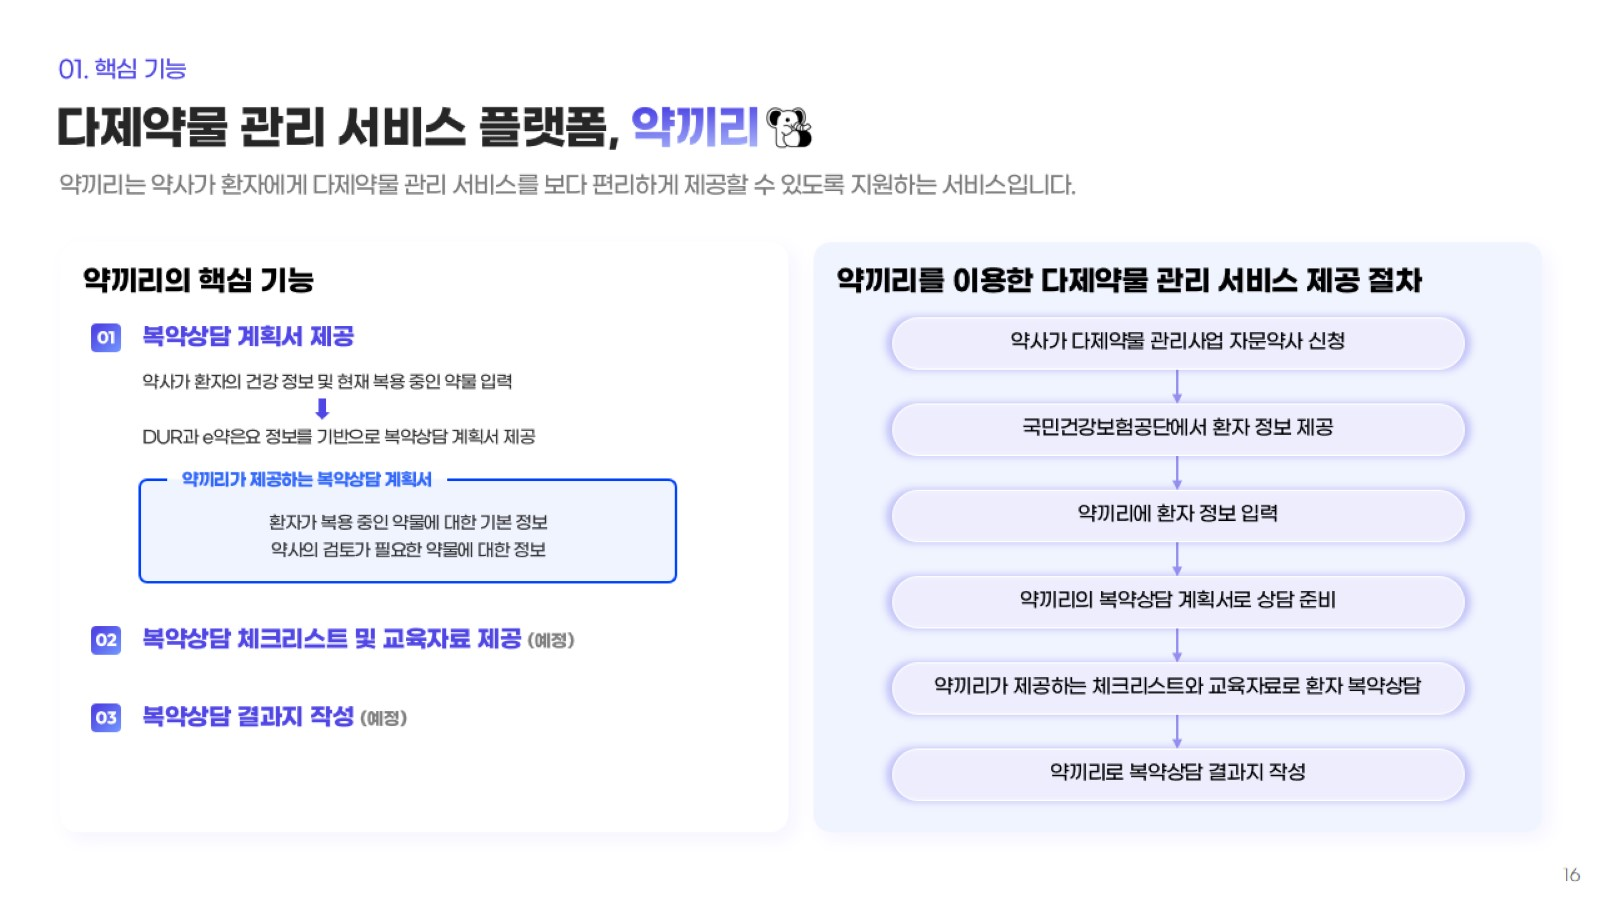 01. 핵심 기능
다제약물 관리 서비스 플랫폼, 약끼리
약끼리는 약사가 환자에게 다제약물 관리 서비스를 보다 편리하게 제공할 수 있도록 지원하는 서비스입니다.
약끼리의 핵심 기능
01 복약상담 계획서 제공
약사가 환자의 건강 정보 및 현재 복용 중인 약물 입력
DUR과 e약은요 정보를 기반으로 복약상담 계획서 제공
약끼리가 제공하는 복약상담 계획서
환자가 복용 중인 약물에 대한 기본 정보
약사의 검토가 필요한 약물에 대한 정보
02 복약상담 체크리스트 및 교육자료 제공 (예정)
03 복약상담 결과지 작성 (예정)
약끼리를 이용한 다제약물 관리 서비스 제공 절차
약사가 다제약물 관리사업 자문약사 신청
국민건강보험공단에서 환자 정보 제공
약끼리에 환자 정보 입력
약끼리의 복약상담 계획서로 상담 준비
약끼리가 제공하는 체크리스트와 교육자료로 환자 복약상담
약끼리로 복약상담 결과지 작성
16